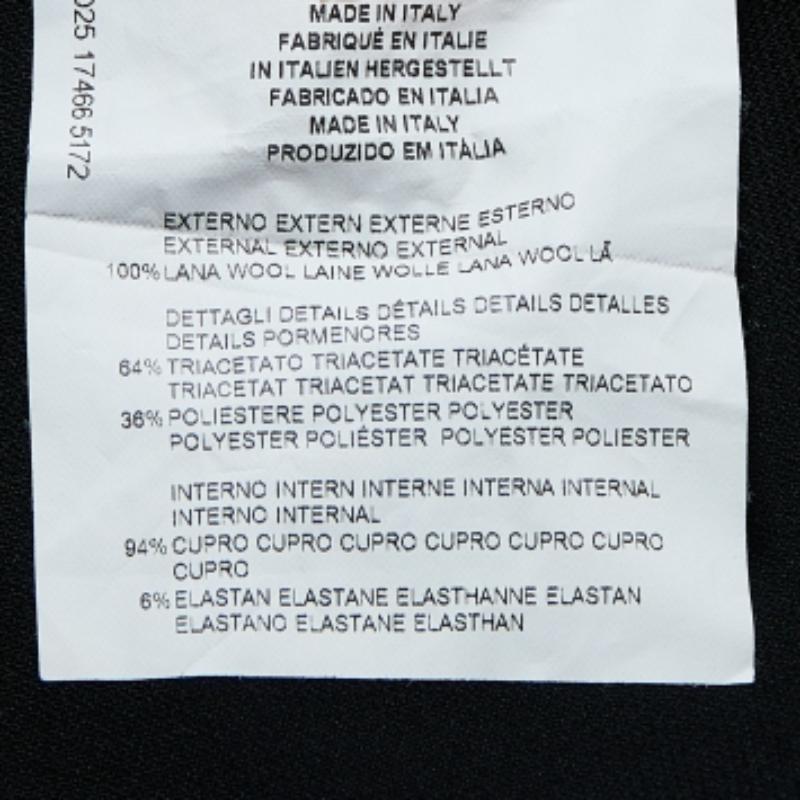 025 17466 5172
MADE IN ITALY
FABRIQUÉ EN ITALIE
IN ITALIEN HERGESTELLT
FABRICADO EN ITALIA
MADE IN ITALY
PRODUZIDO EM ITÁLIA
EXTERNO EXTERN EXTERNE ESTERNO
EXTERNAL EXTERNO EXTERNAL
100% LANA WOOL LAINE WOLLE LANA WOOL LÃ
DETTAGLI DETAILS DÉTAILS DETAILS DETALLES
DETAILS PORMENORES
64% TRIACETATO TRIACETATE TRIACÉTATE
TRIACETAT TRIACETAT TRIACETATE TRIACETATO
36% POLIESTERE POLYESTER POLYESTER
POLYESTER POLIÉSTER POLYESTER POLIESTER
INTERNO INTERN INTERNE INTERNA INTERNAL
INTERNO INTERNAL
94% CUPRO CUPRO CUPRO CUPRO CUPRO CUPRO
CUPRO
6% ELASTAN ELASTANE ELASTHANNE ELASTAN
ELASTANO ELASTANE ELASTHAN